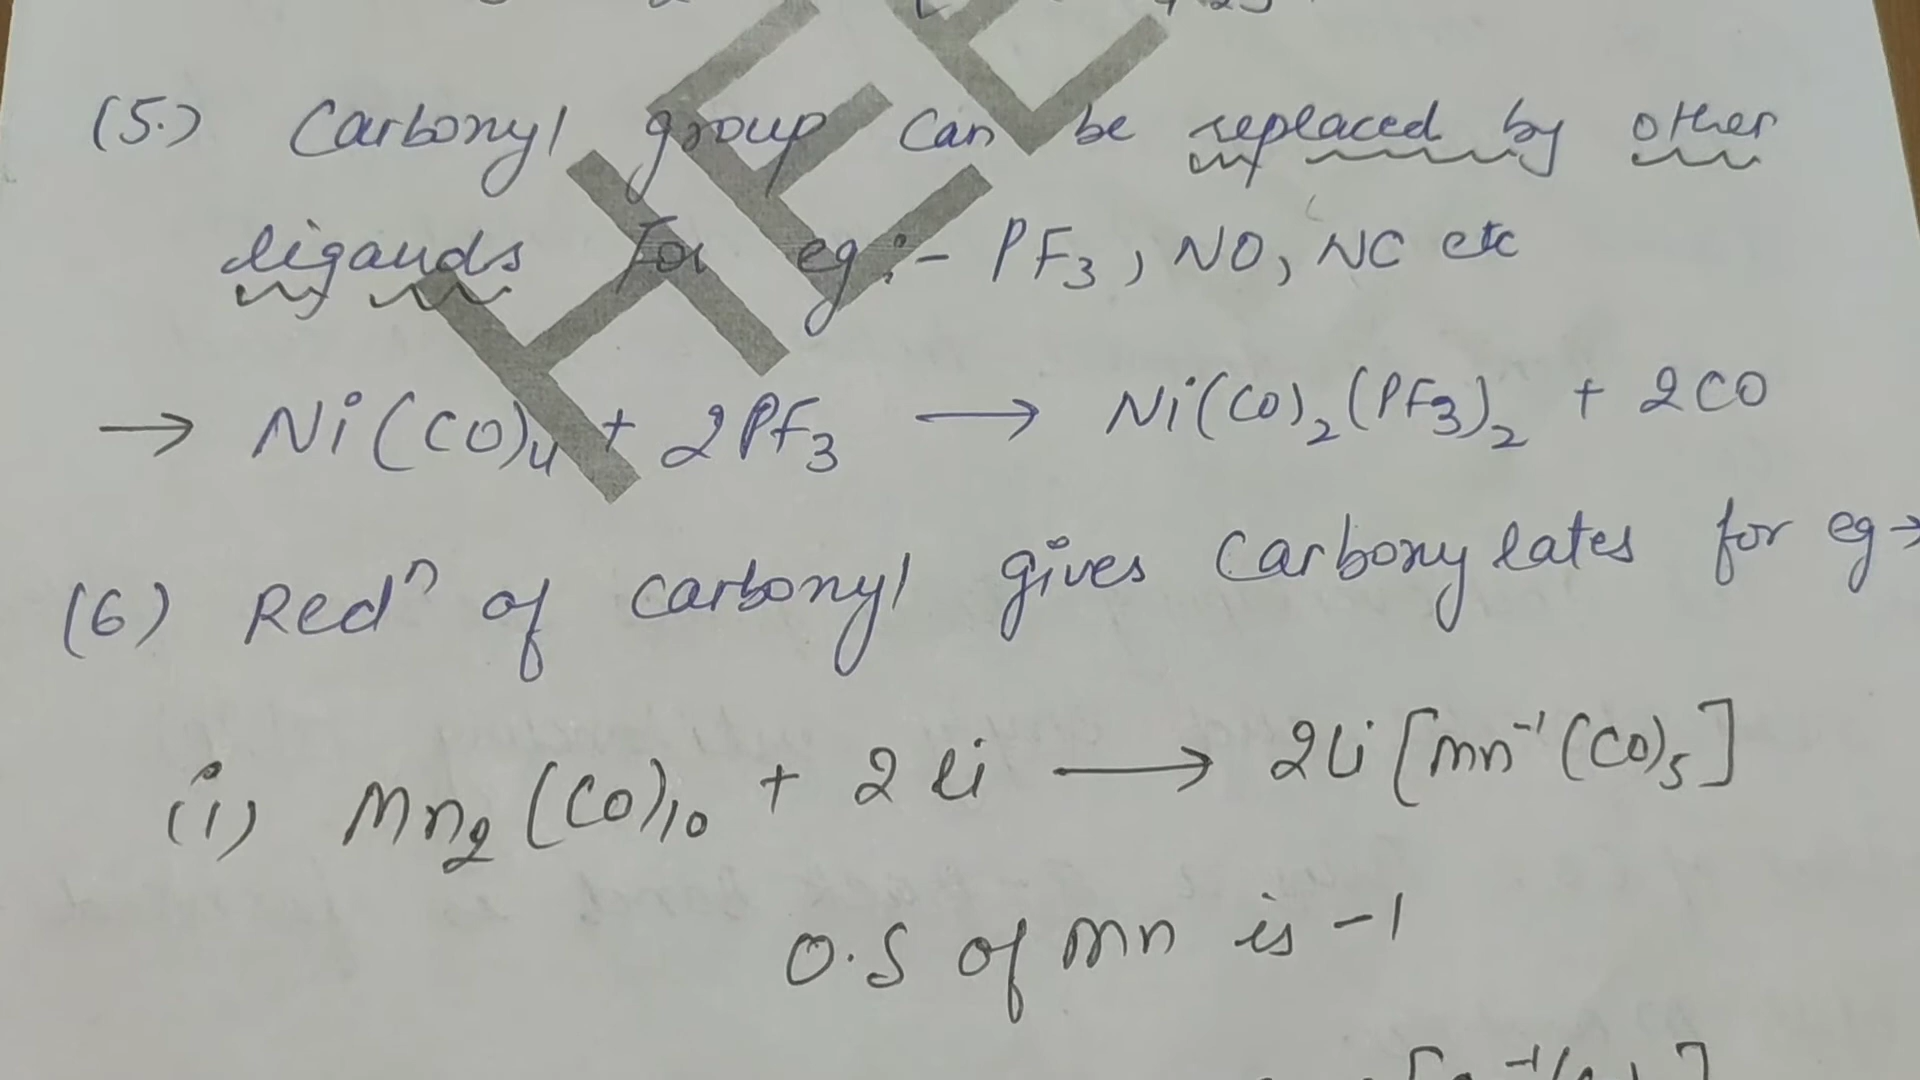 (5.) Carbonyl group can be replaced by other
ligands For eg:- PF₃, NO, NC etc
→ Ni(CO)₄ + 2PF₃ → Ni(CO)₂(PF₃)₂ + 2CO
(6) Redⁿ of carbonyl gives carboxylates for eg→
(i) Mn₂(CO)₁₀ + 2Li → 2Li[Mn⁻¹(CO)₅]
O.S of Mn is -1